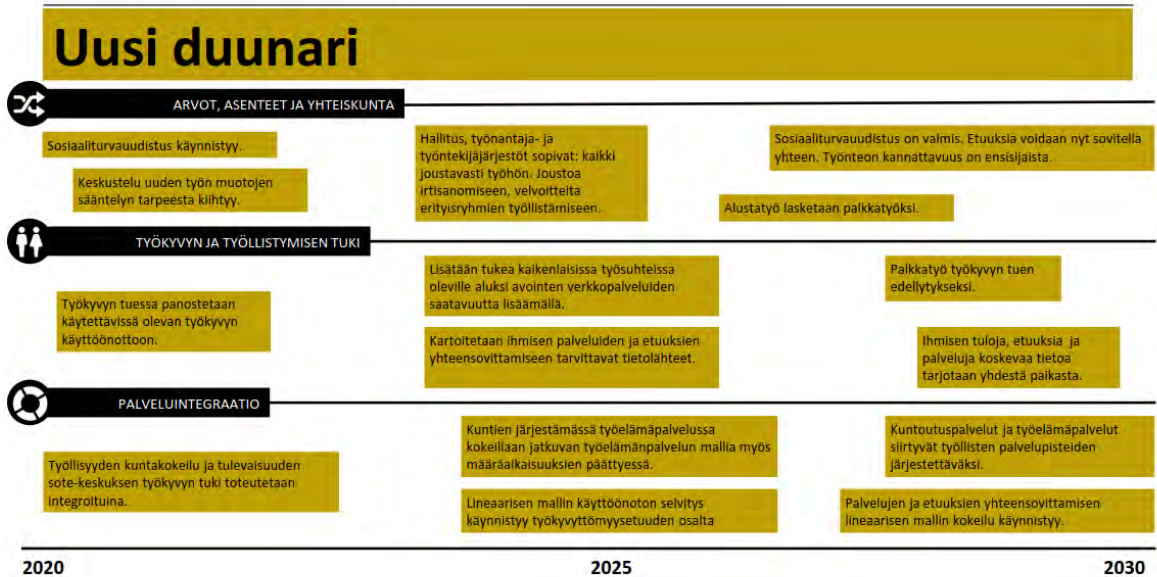 Uusi duunari
ARVOT, ASENTEET JA YHTEISKUNTA
Sosiaaliturvauudistus käynnistyy.
Keskustelu uuden työn muotojen
sääntelyn tarpeesta kiihtyy.
Hallitus, työnantaja- ja
työntekijäjärjestöt sopivat: kaikki
joustavasti työhön. Joustoa
irtisanomiseen, velvoitteita
erityisryhmien työllistämiseen.
Sosiaaliturvauudistus on valmis. Etuuksia voidaan nyt sovitella
yhteen. Työnteon kannattavuus on ensisijaista.
Alustatyö lasketaan palkkatyöksi.
TYÖKYVYN JA TYÖLLISTYMISEN TUKI
Työkyvyn tuessa panostetaan
käytettävissä olevan työkyvyn
käyttöönottoon.
Lisätään tukea kaikenlaisissa työsuhteissa
oleville aluksi avointen verkkopalveluiden
saatavuutta lisäämällä.
Kartoitetaan ihmisen palveluiden ja etuuksien
yhteensovittamiseen tarvittavat tietolähteet.
Palkkatyö työkyvyn tuen
edellytykseksi.
Ihmisen tuloja, etuuksia ja
palveluja koskevaa tietoa
tarjotaan yhdestä paikasta.
PALVELUINTEGRAATIO
Työllisyyden kuntakokeilu ja tulevaisuuden
sote-keskuksen työkyvyn tuki toteutetaan
integroituina.
Kuntien järjestämässä työelämäpalvelussa
kokeillaan jatkuvan työelämänpalvelun mallia myös
määräaikaisuuksien päättyessä.
Lineaarisen mallin käyttöönoton selvitys
käynnistyy työkyvyttömyysetuuden osalta
Kuntoutuspalvelut ja työelämäpalvelut
siirtyvät työllisten palvelupisteiden
järjestettäväksi.
Palvelujen ja etuuksien yhteensovittamisen
lineaarisen mallin kokeilu käynnistyy.
2020
2025
2030